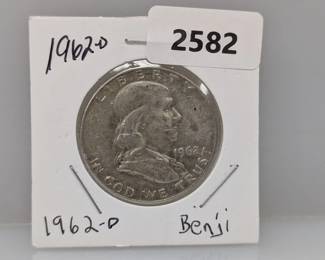 1962-D
2582
LIBERTY
1962
IN GOD WE TRUST
1962-D
Benji